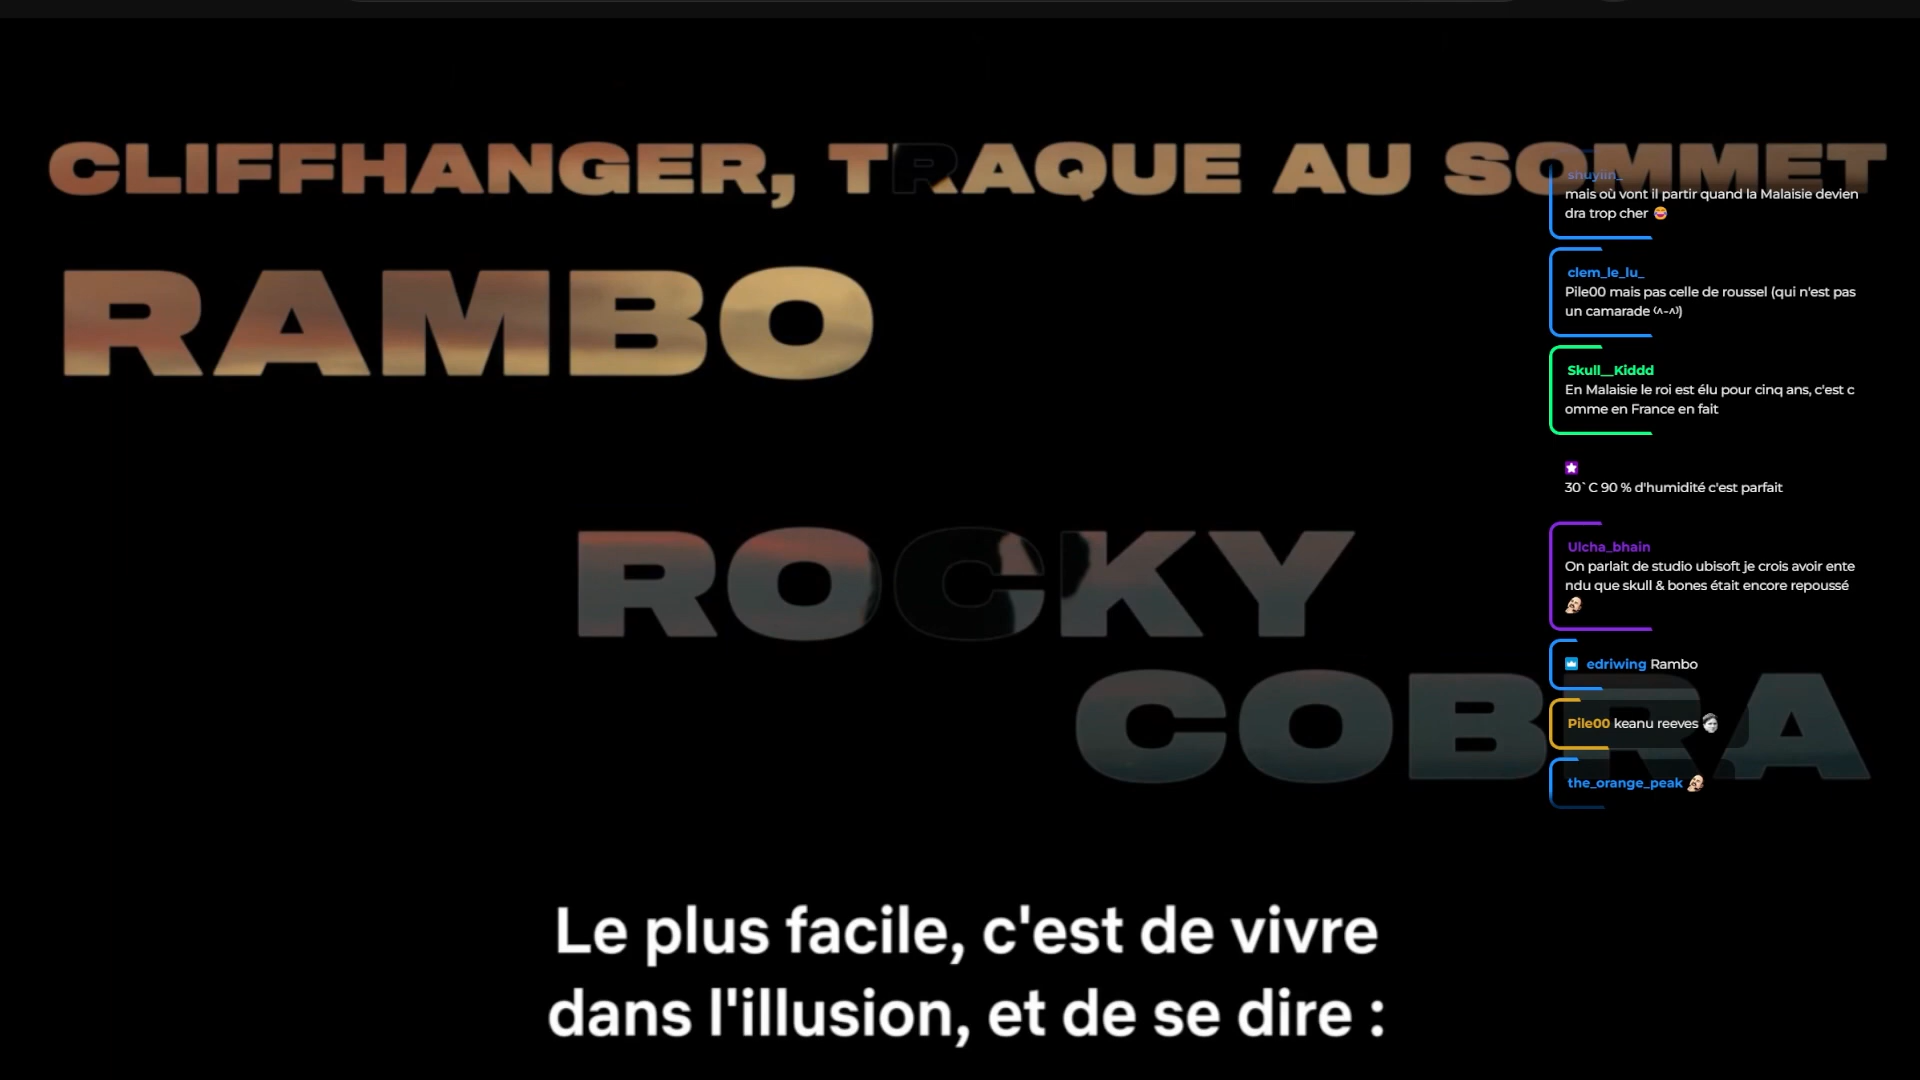 CLIFFHANGER, TRAQUE AU SOMMET
RAMBO
ROCKY
COBRA
Le plus facile, c'est de vivre
dans l'illusion, et de se dire :
shuyiin_
mais où vont il partir quand la Malaisie devien
dra trop cher
clem_le_lu_
Pile00 mais pas celle de roussel (qui n'est pas
un camarade (^-^))
Skull__Kiddd
En Malaisie le roi est élu pour cinq ans, c'est c
omme en France en fait
30`C 90 % d'humidité c'est parfait
Ulcha_bhain
On parlait de studio ubisoft je crois avoir ente
ndu que skull & bones était encore repoussé
edriwing Rambo
Pile00 keanu reeves
the_orange_peak